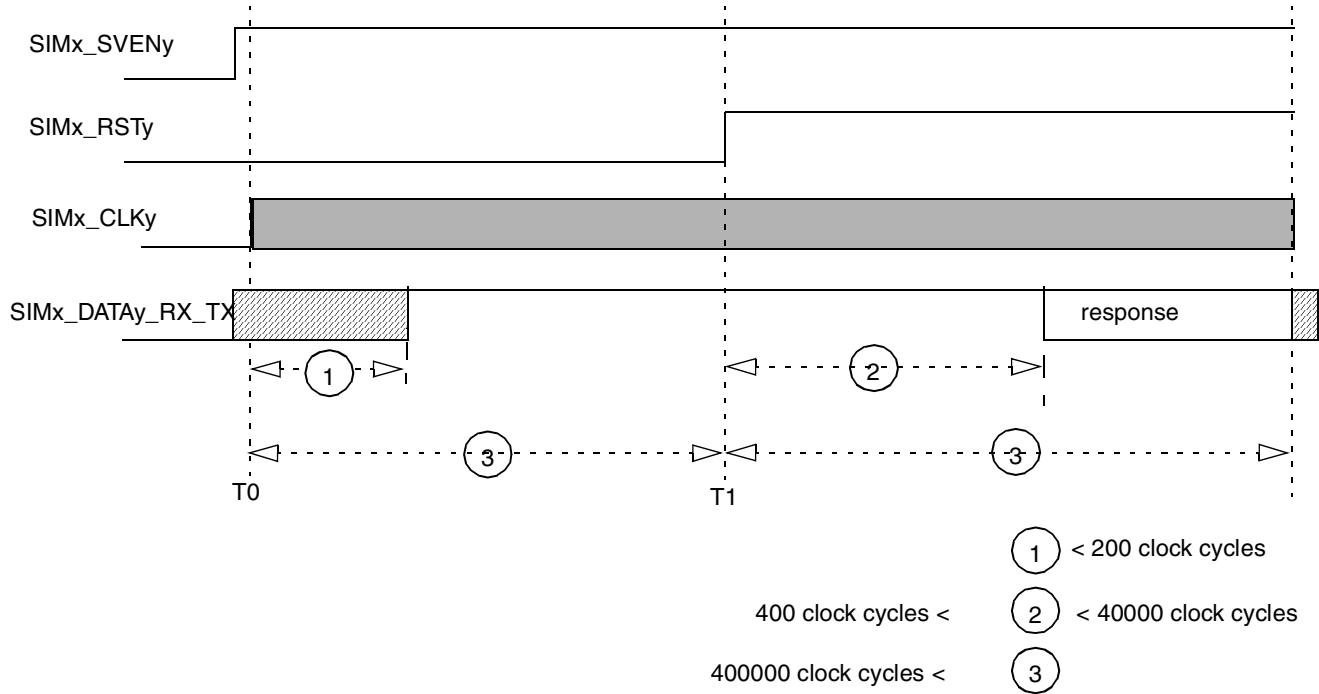 SIMx_SVENy
SIMx_RSTy
SIMx_CLKy
SIMx_DATAy_RX_TX
response
1
2
3
3
T0
T1
1 < 200 clock cycles
400 clock cycles < 2 < 40000 clock cycles
400000 clock cycles < 3